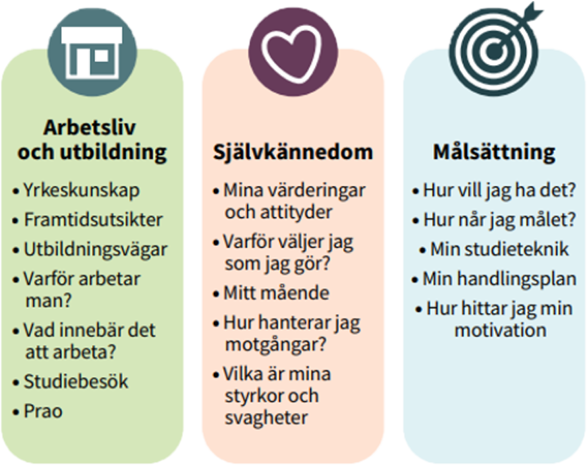 Arbetsliv
och utbildning
• Yrkeskunskap
• Framtidsutsikter
• Utbildningsvägar
• Varför arbetar
man?
• Vad innebär det
att arbeta?
• Studiebesök
• Prao
Självkännedom
• Mina värderingar
och attityder
• Varför väljer jag
som jag gör?
• Mitt mående
• Hur hanterar jag
motgångar?
• Vilka är mina
styrkor och
svagheter
Målsättning
• Hur vill jag ha det?
• Hur når jag målet?
• Min studieteknik
• Min handlingsplan
• Hur hittar jag min
motivation